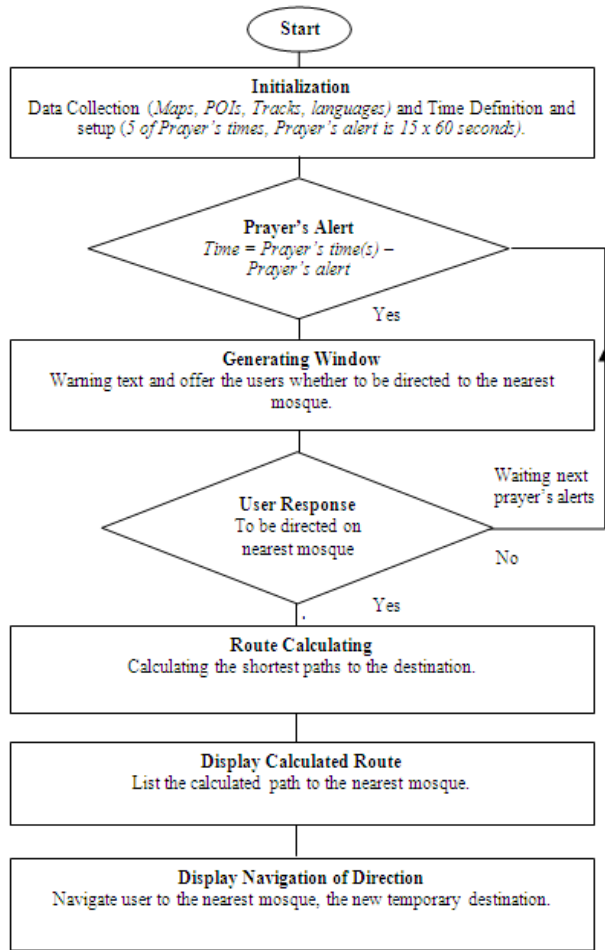 Start
Initialization
Data Collection (Maps, POIs, Tracks, languages) and Time Definition and
setup (5 of Prayer's times, Prayer's alert is 15 x 60 seconds).
Prayer's Alert
Time = Prayer's time(s) –
Prayer's alert
Yes
Generating Window
Warning text and offer the users whether to be directed to the nearest
mosque.
User Response
To be directed on
nearest mosque
Waiting next
prayer's alerts
No
Yes
Route Calculating
Calculating the shortest paths to the destination.
Display Calculated Route
List the calculated path to the nearest mosque.
Display Navigation of Direction
Navigate user to the nearest mosque, the new temporary destination.